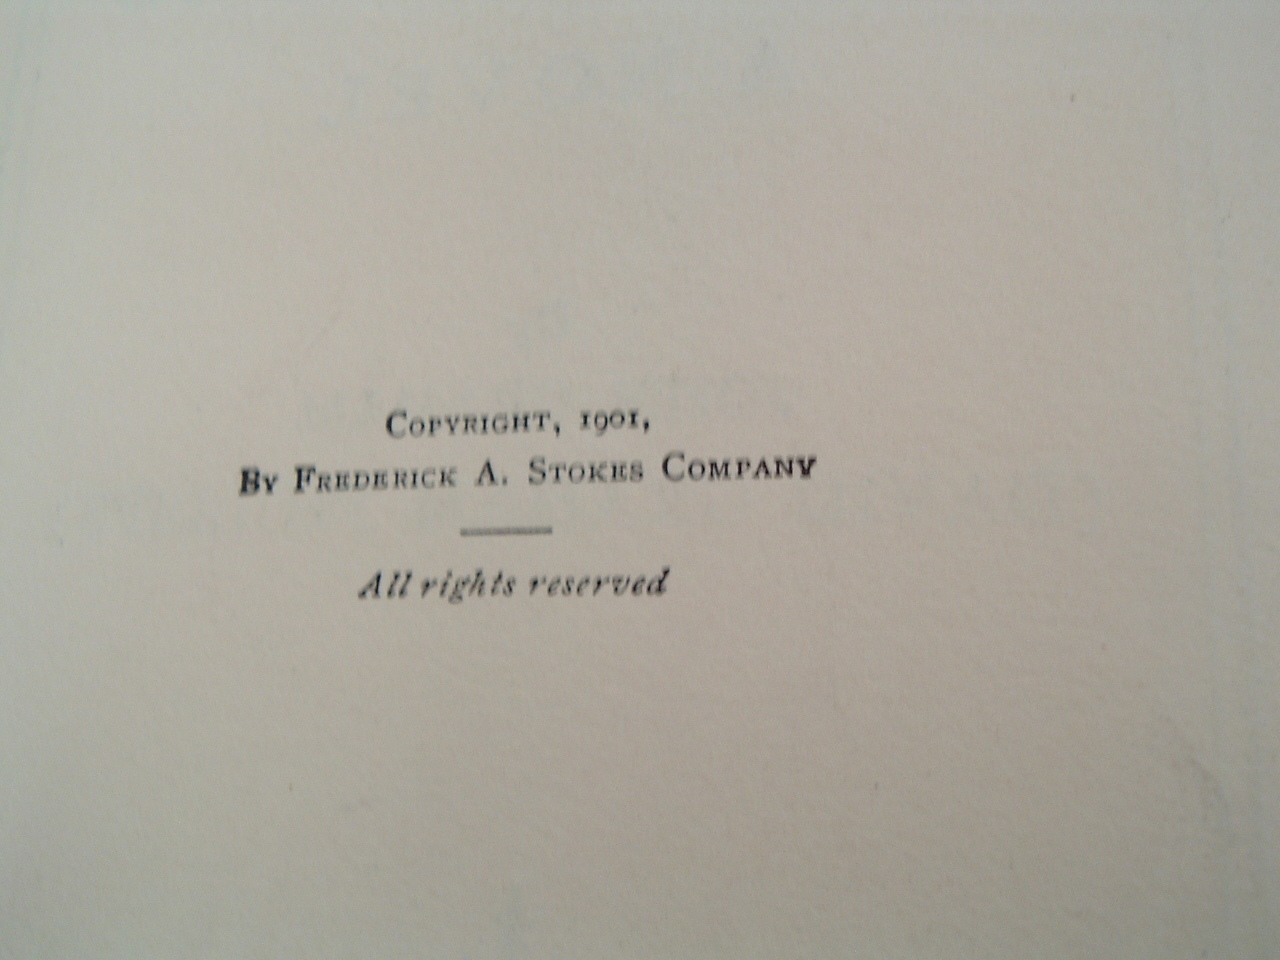 Copyright, 1901,
By Frederick A. Stokes Company
All rights reserved